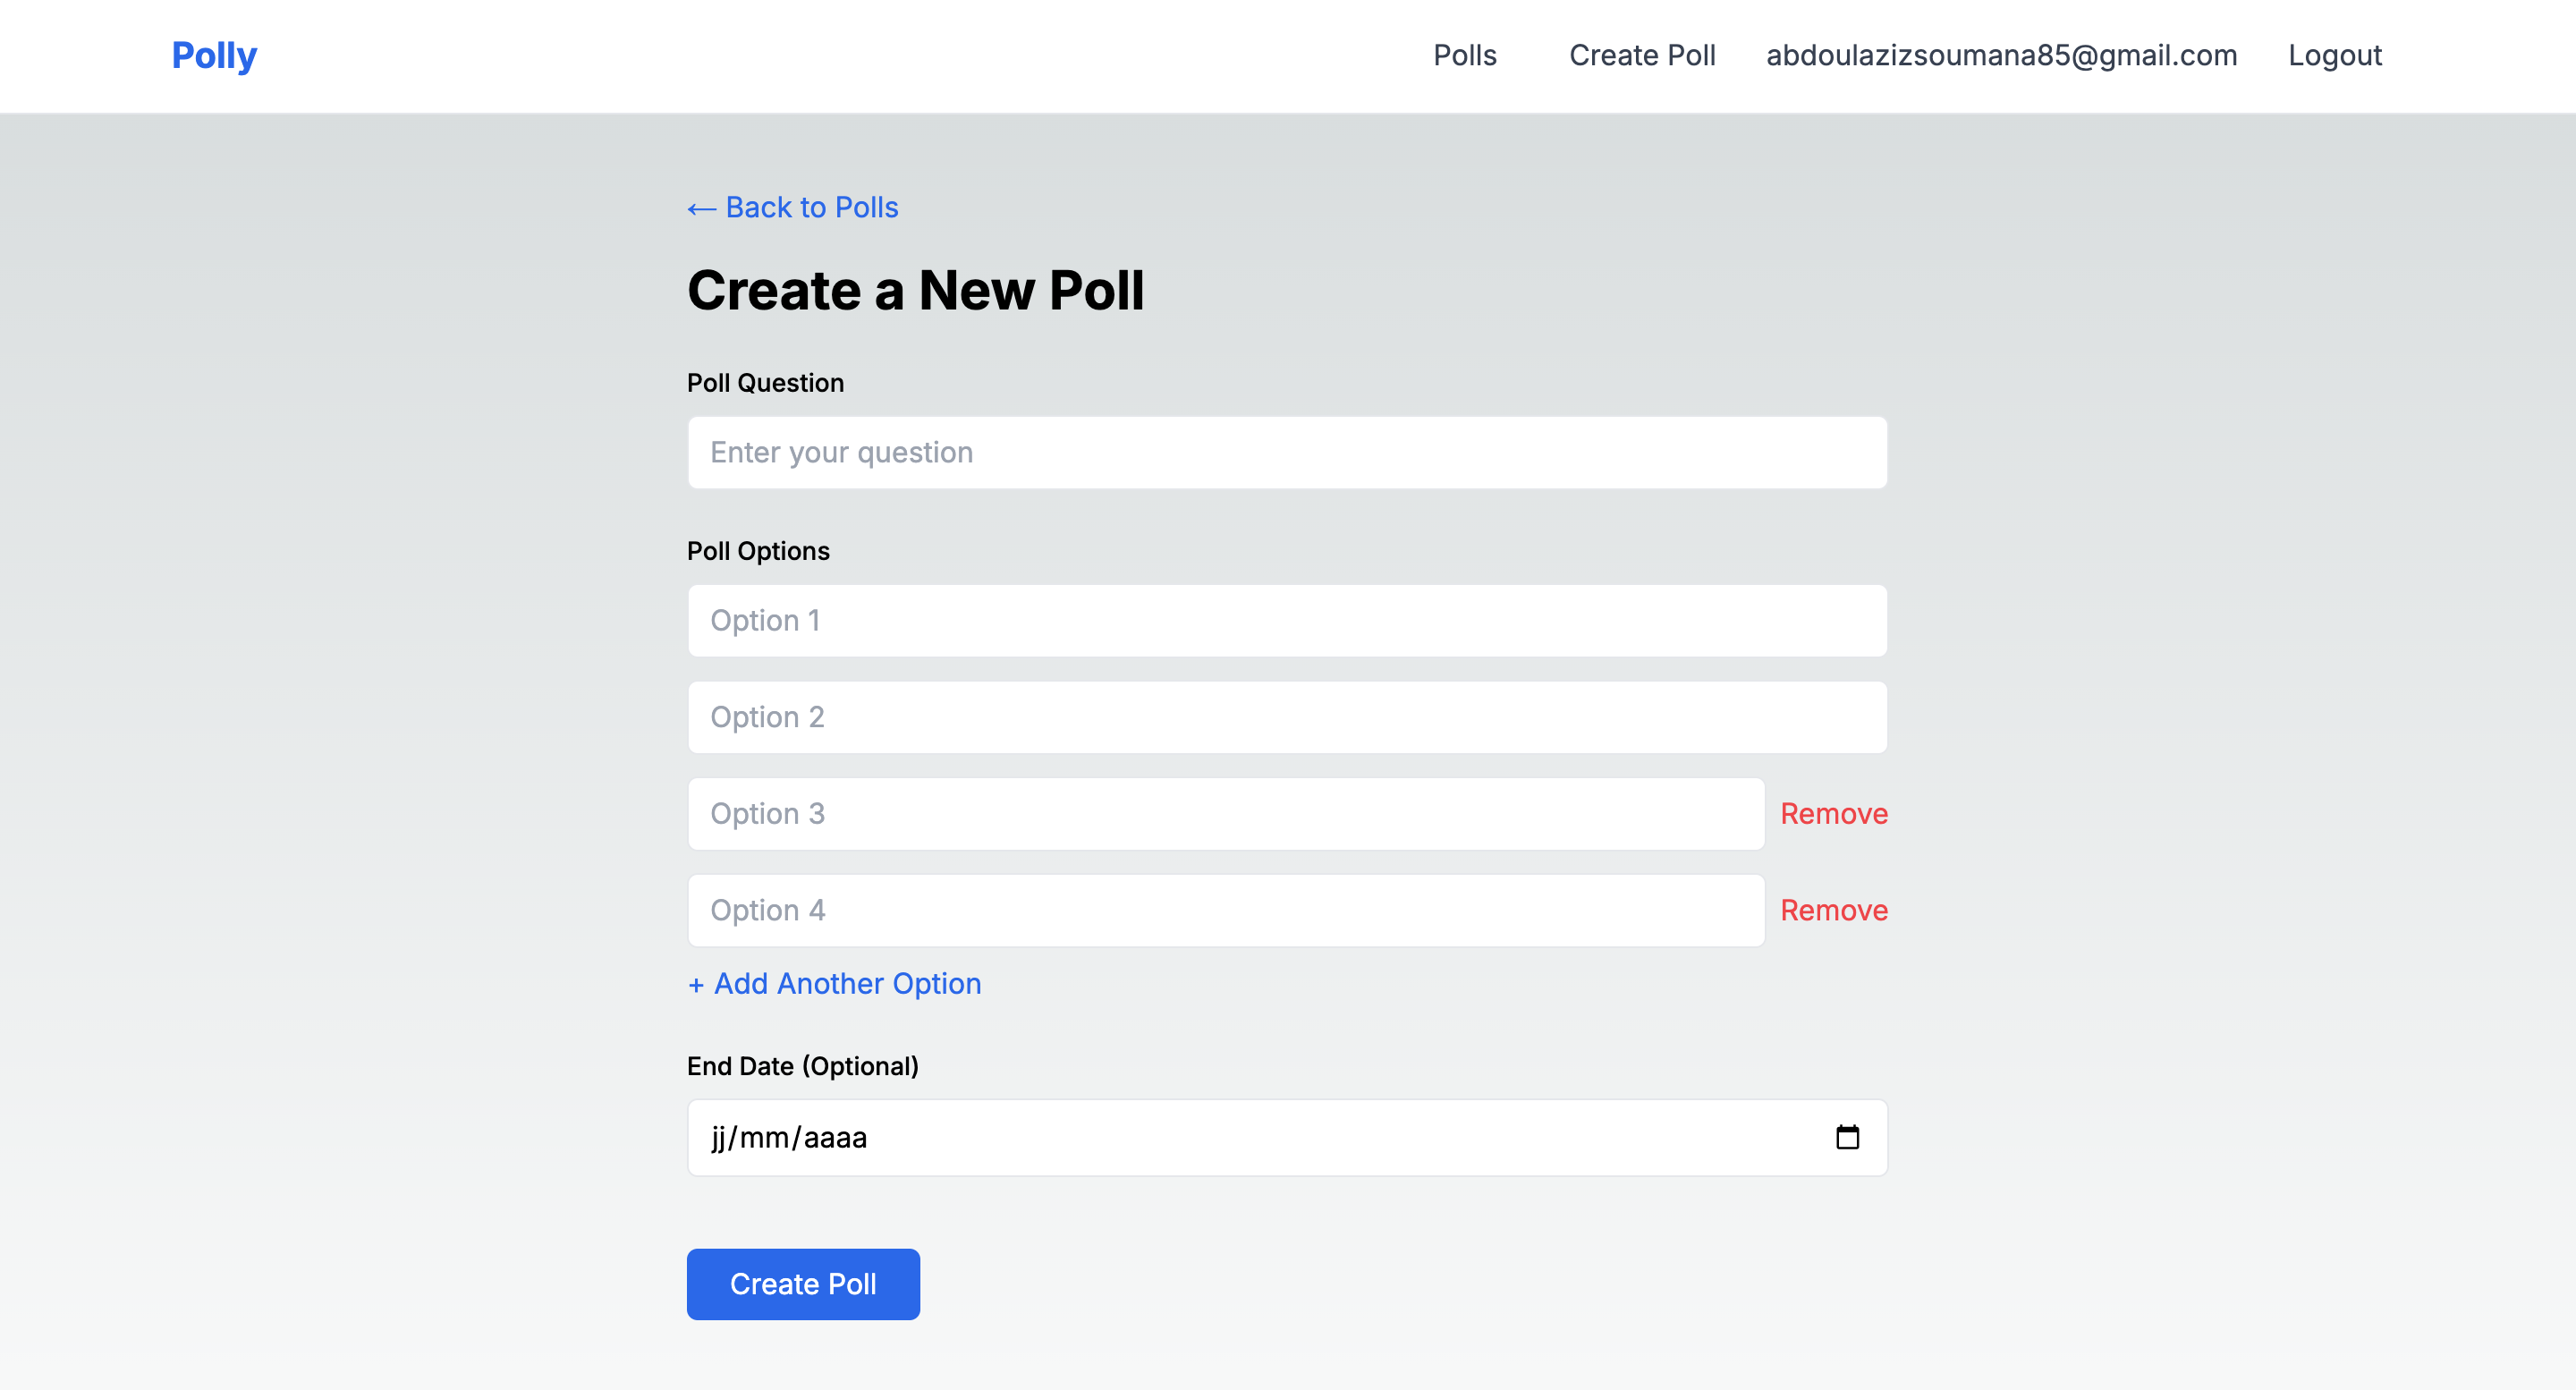 Polly
Polls Create Poll abdoulazizsoumana85@gmail.com Logout
← Back to Polls
Create a New Poll
Poll Question
Enter your question
Poll Options
Option 1
Option 2
Option 3 Remove
Option 4 Remove
+ Add Another Option
End Date (Optional)
jj/mm/aaaa
Create Poll